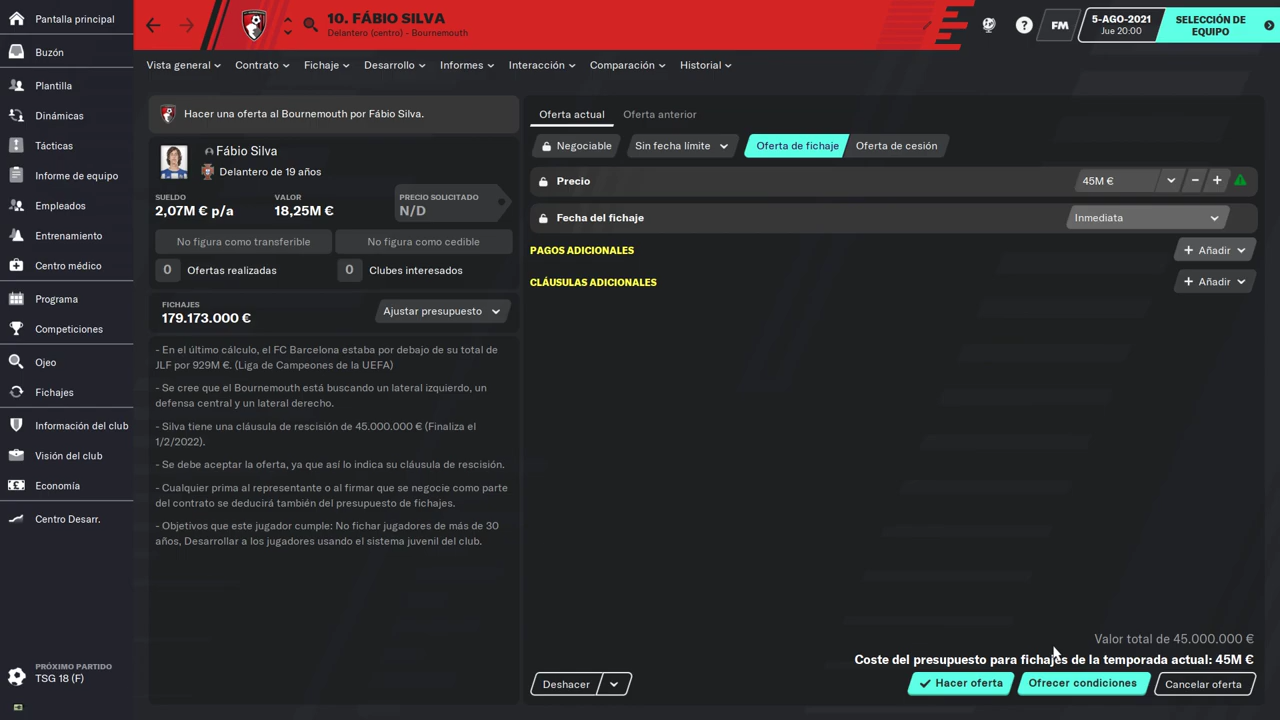 Pantalla principal
Buzón
Plantilla
Dinámicas
Tácticas
Informe de equipo
Empleados
Entrenamiento
Centro médico
Programa
Competiciones
Ojeo
Fichajes
Información del club
Visión del club
Economía
Centro Desarr.
PRÓXIMO PARTIDO
TSG 18 (F)
10. FÁBIO SILVA
Delantero (centro) - Bournemouth
FM
5-AGO-2021
Jue 20:00
SELECCIÓN DE
EQUIPO
Vista general
Contrato
Fichaje
Desarrollo
Informes
Interacción
Comparación
Historial
Hacer una oferta al Bournemouth por Fábio Silva.
Fábio Silva
Delantero de 19 años
SUELDO
2,07M € p/a
VALOR
18,25M €
PRECIO SOLICITADO
N/D
No figura como transferible
No figura como cedible
0 Ofertas realizadas
0 Clubes interesados
FICHAJES
179.173.000 €
Ajustar presupuesto
- En el último cálculo, el FC Barcelona estaba por debajo de su total de
JLF por 929M €. (Liga de Campeones de la UEFA)
- Se cree que el Bournemouth está buscando un lateral izquierdo, un
defensa central y un lateral derecho.
- Silva tiene una cláusula de rescisión de 45.000.000 € (Finaliza el
1/2/2022).
- Se debe aceptar la oferta, ya que así lo indica su cláusula de rescisión.
- Cualquier prima al representante o al firmar que se negocie como parte
del contrato se deducirá también del presupuesto de fichajes.
- Objetivos que este jugador cumple: No fichar jugadores de más de 30
años, Desarrollar a los jugadores usando el sistema juvenil del club.
Oferta actual
Oferta anterior
Negociable
Sin fecha límite
Oferta de fichaje
Oferta de cesión
Precio
45M €
Fecha del fichaje
Inmediata
PAGOS ADICIONALES
+ Añadir
CLÁUSULAS ADICIONALES
+ Añadir
Valor total de 45.000.000 €
Coste del presupuesto para fichajes de la temporada actual: 45M €
Deshacer
Hacer oferta
Ofrecer condiciones
Cancelar oferta